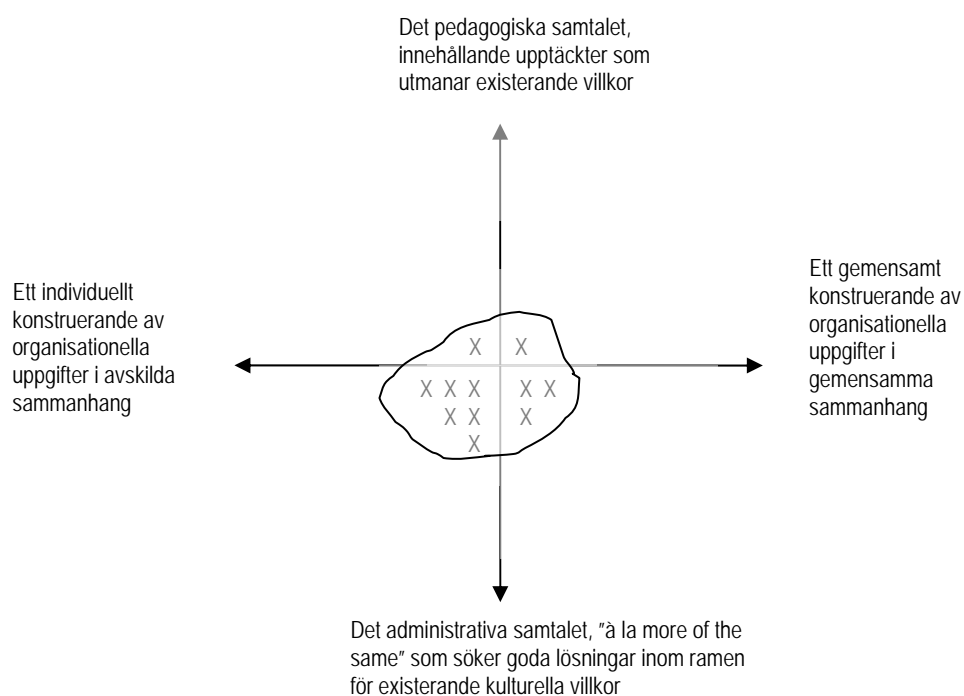 Det pedagogiska samtalet,
innehållande upptäckter som
utmanar existerande villkor
Ett individuellt
konstruerande av
organisationella
uppgifter i avskilda
sammanhang
Ett gemensamt
konstruerande av
organisationella
uppgifter i
gemensamma
sammanhang
X X
X X X X X
X X X
X
Det administrativa samtalet, ”à la more of the
same” som söker goda lösningar inom ramen
för existerande kulturella villkor